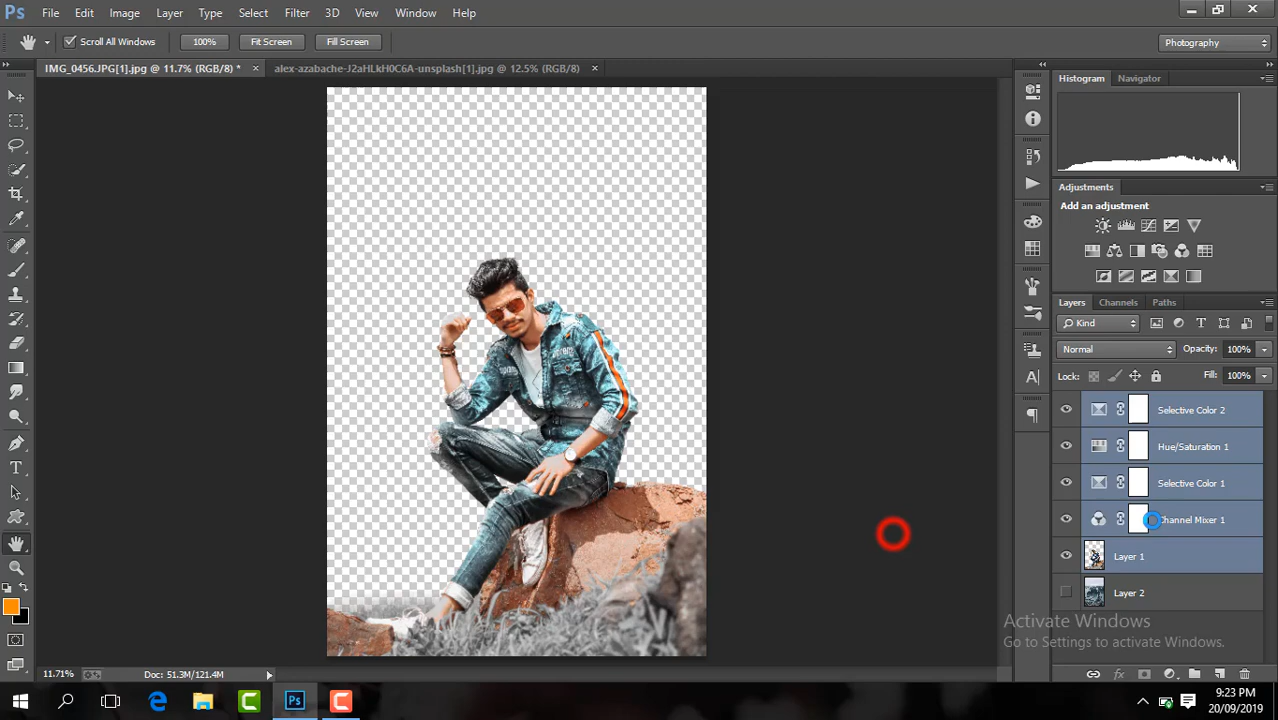 Ps File Edit Image Layer Type Select Filter 3D View Window Help
Scroll All Windows 100% Fit Screen Fill Screen Photography
IMG_0456.JPG[1].jpg @ 11.7% (RGB/8) * × alex-azabache-J2aHLkH0C6A-unsplash[1].jpg @ 12.5% (RGB/8) ×
Histogram Navigator
Adjustments
Add an adjustment
Layers Channels Paths
Kind
Normal Opacity: 100%
Lock: Fill: 100%
Selective Color 2
Hue/Saturation 1
Selective Color 1
Channel Mixer 1
Layer 1
Layer 2
Activate Windows
Go to Settings to activate Windows.
11.71% Doc: 51.3M/121.4M
9:23 PM
20/09/2019